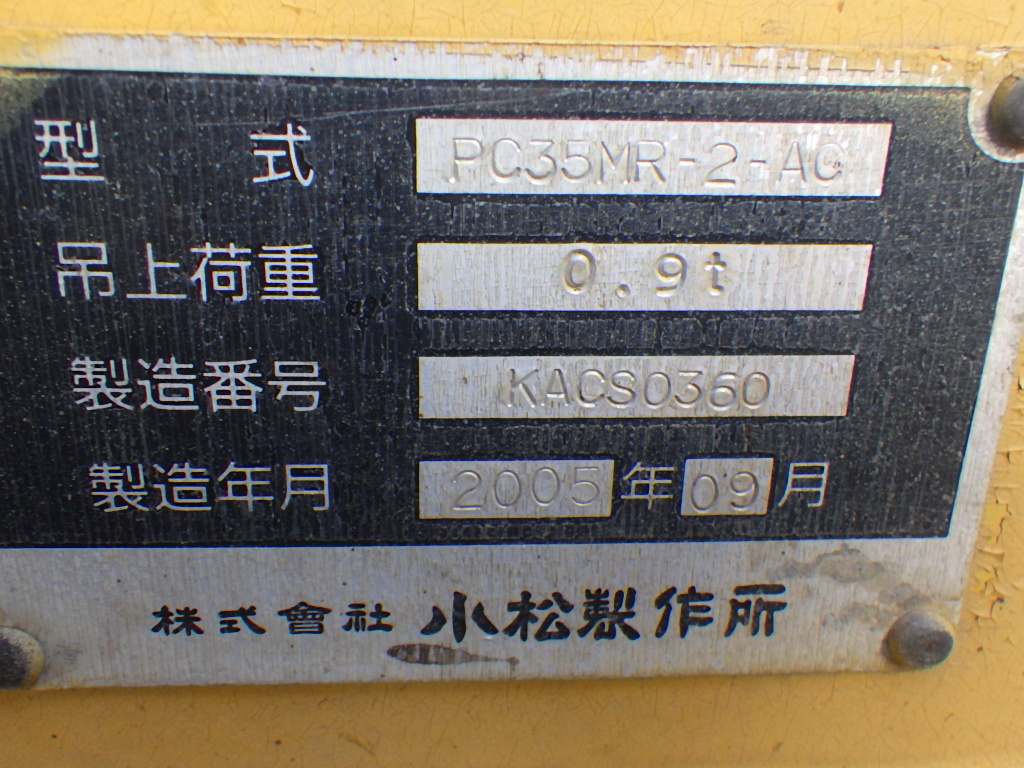 型式 PC35MR-2-AC
吊上荷重 0.9t
製造番号 KACS0360
製造年月 2005年09月
株式會社 小松製作所